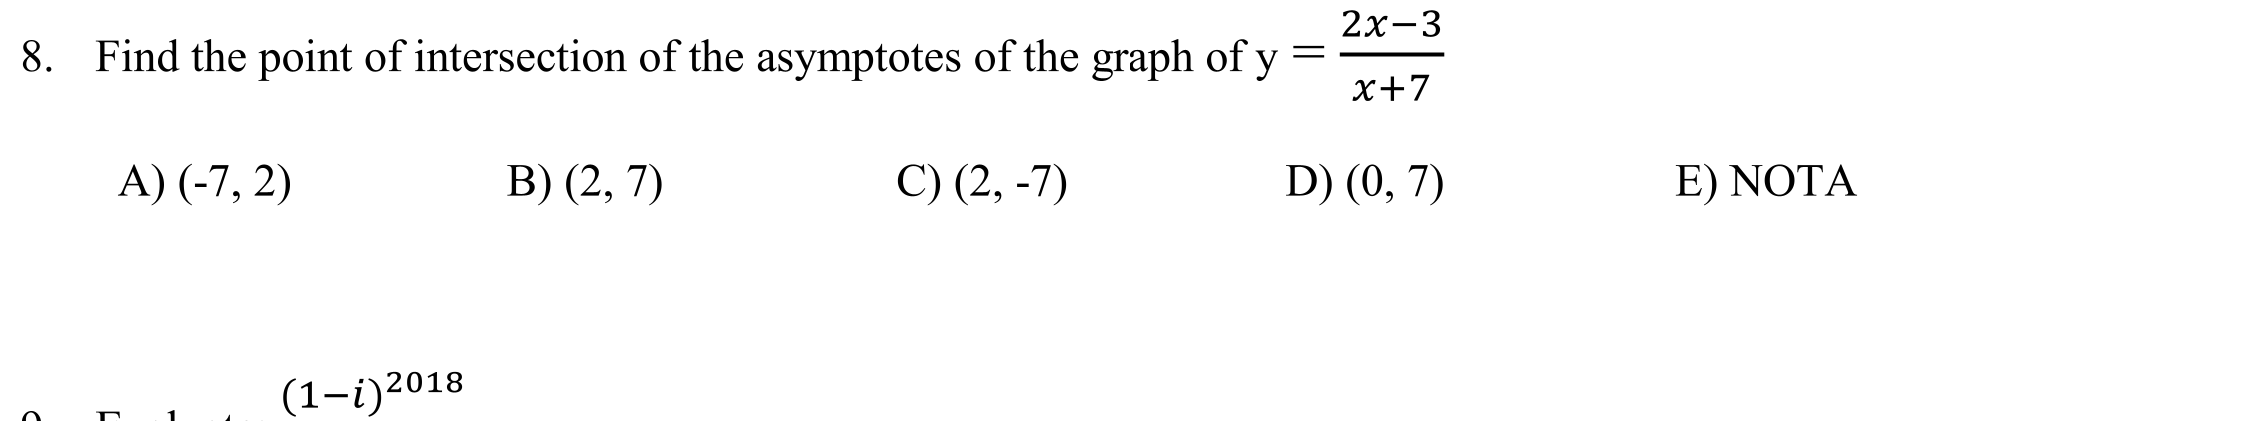 8. Find the point of intersection of the asymptotes of the graph of y = \frac{2x-3}{x+7}
A) (-7, 2) B) (2, 7) C) (2, -7) D) (0, 7) E) NOTA
(1-i)^{2018}